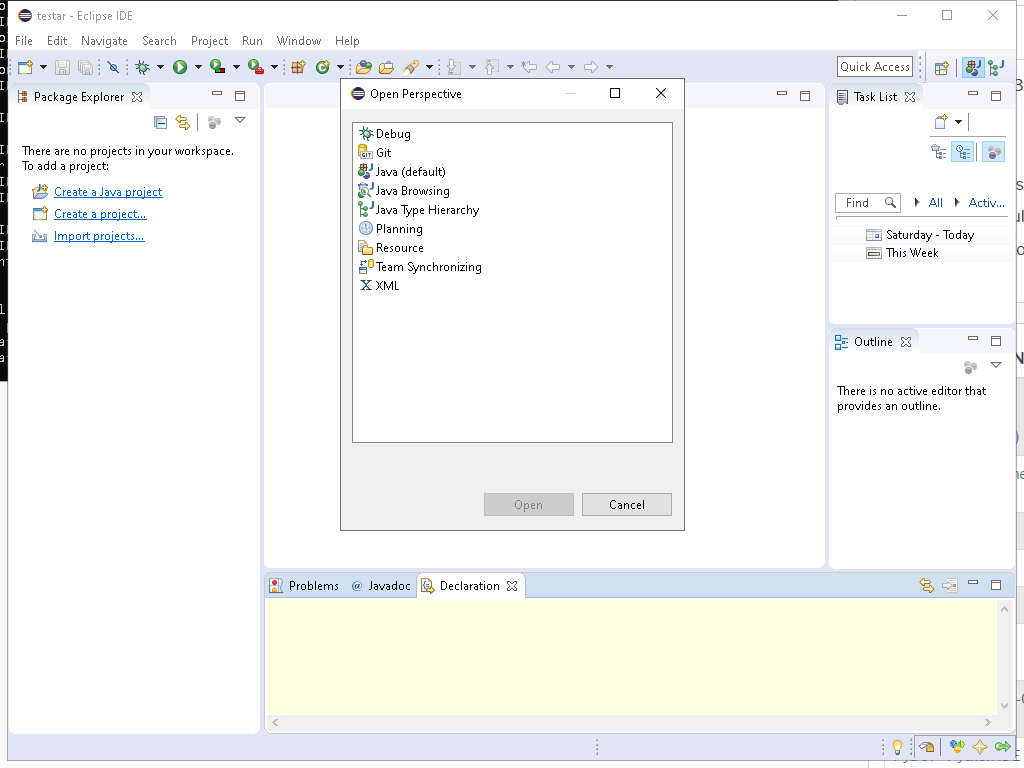 testar - Eclipse IDE
File Edit Navigate Search Project Run Window Help
Quick Access
Package Explorer
There are no projects in your workspace.
To add a project:
Create a Java project
Create a project...
Import projects...
Open Perspective
Debug
Git
Java (default)
Java Browsing
Java Type Hierarchy
Planning
Resource
Team Synchronizing
XML
Open Cancel
Task List
Find All Activ...
Saturday - Today
This Week
Outline
There is no active editor that
provides an outline.
Problems @ Javadoc Declaration